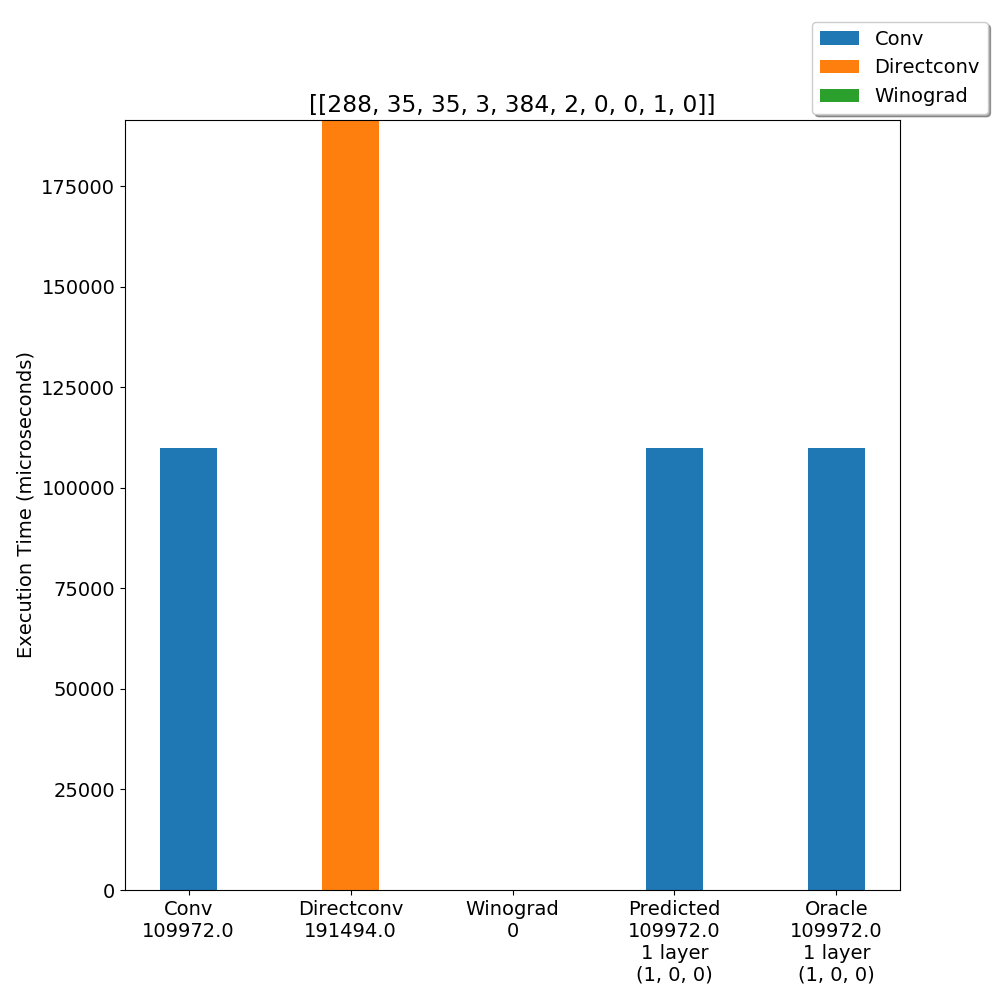 Conv
Directconv
Winograd
[[288, 35, 35, 3, 384, 2, 0, 0, 1, 0]]
Execution Time (microseconds)
175000
150000
125000
100000
75000
50000
25000
0
Conv
109972.0
Directconv
191494.0
Winograd
0
Predicted
109972.0
1 layer
(1, 0, 0)
Oracle
109972.0
1 layer
(1, 0, 0)